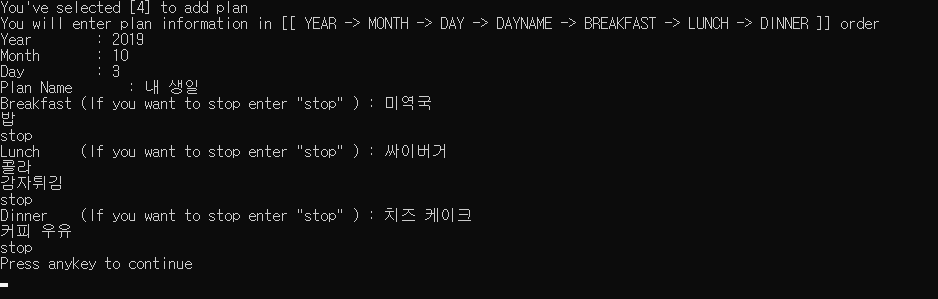 You've selected [4] to add plan
You will enter plan information in [[ YEAR -> MONTH -> DAY -> DAYNAME -> BREAKFAST -> LUNCH -> DINNER ]] order
Year : 2019
Month : 10
Day : 3
Plan Name : 내 생일
Breakfast (If you want to stop enter "stop" ) : 미역국
밥
stop
Lunch (If you want to stop enter "stop" ) : 싸이버거
콜라
감자튀김
stop
Dinner (If you want to stop enter "stop" ) : 치즈 케이크
커피 우유
stop
Press anykey to continue